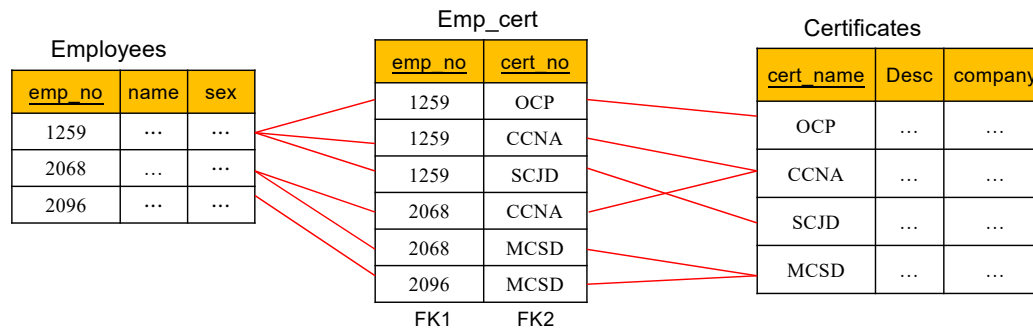 Emp_cert
Employees
Certificates
emp_no name sex
1259 ... ...
2068 ... ...
2096 ... ...
emp_no cert_no
1259 OCP
1259 CCNA
1259 SCJD
2068 CCNA
2068 MCSD
2096 MCSD
FK1 FK2
cert_name Desc company
OCP ... ...
CCNA ... ...
SCJD ... ...
MCSD ... ...